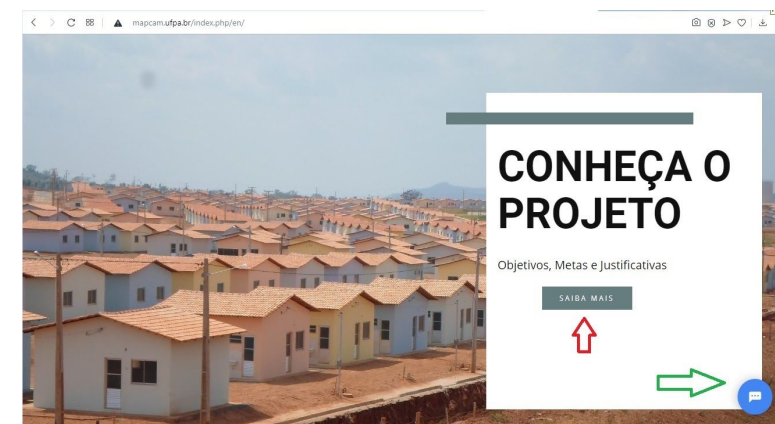 mapcam.ufpa.br/index.php/en/
CONHEÇA O
PROJETO
Objetivos, Metas e Justificativas
SAIBA MAIS